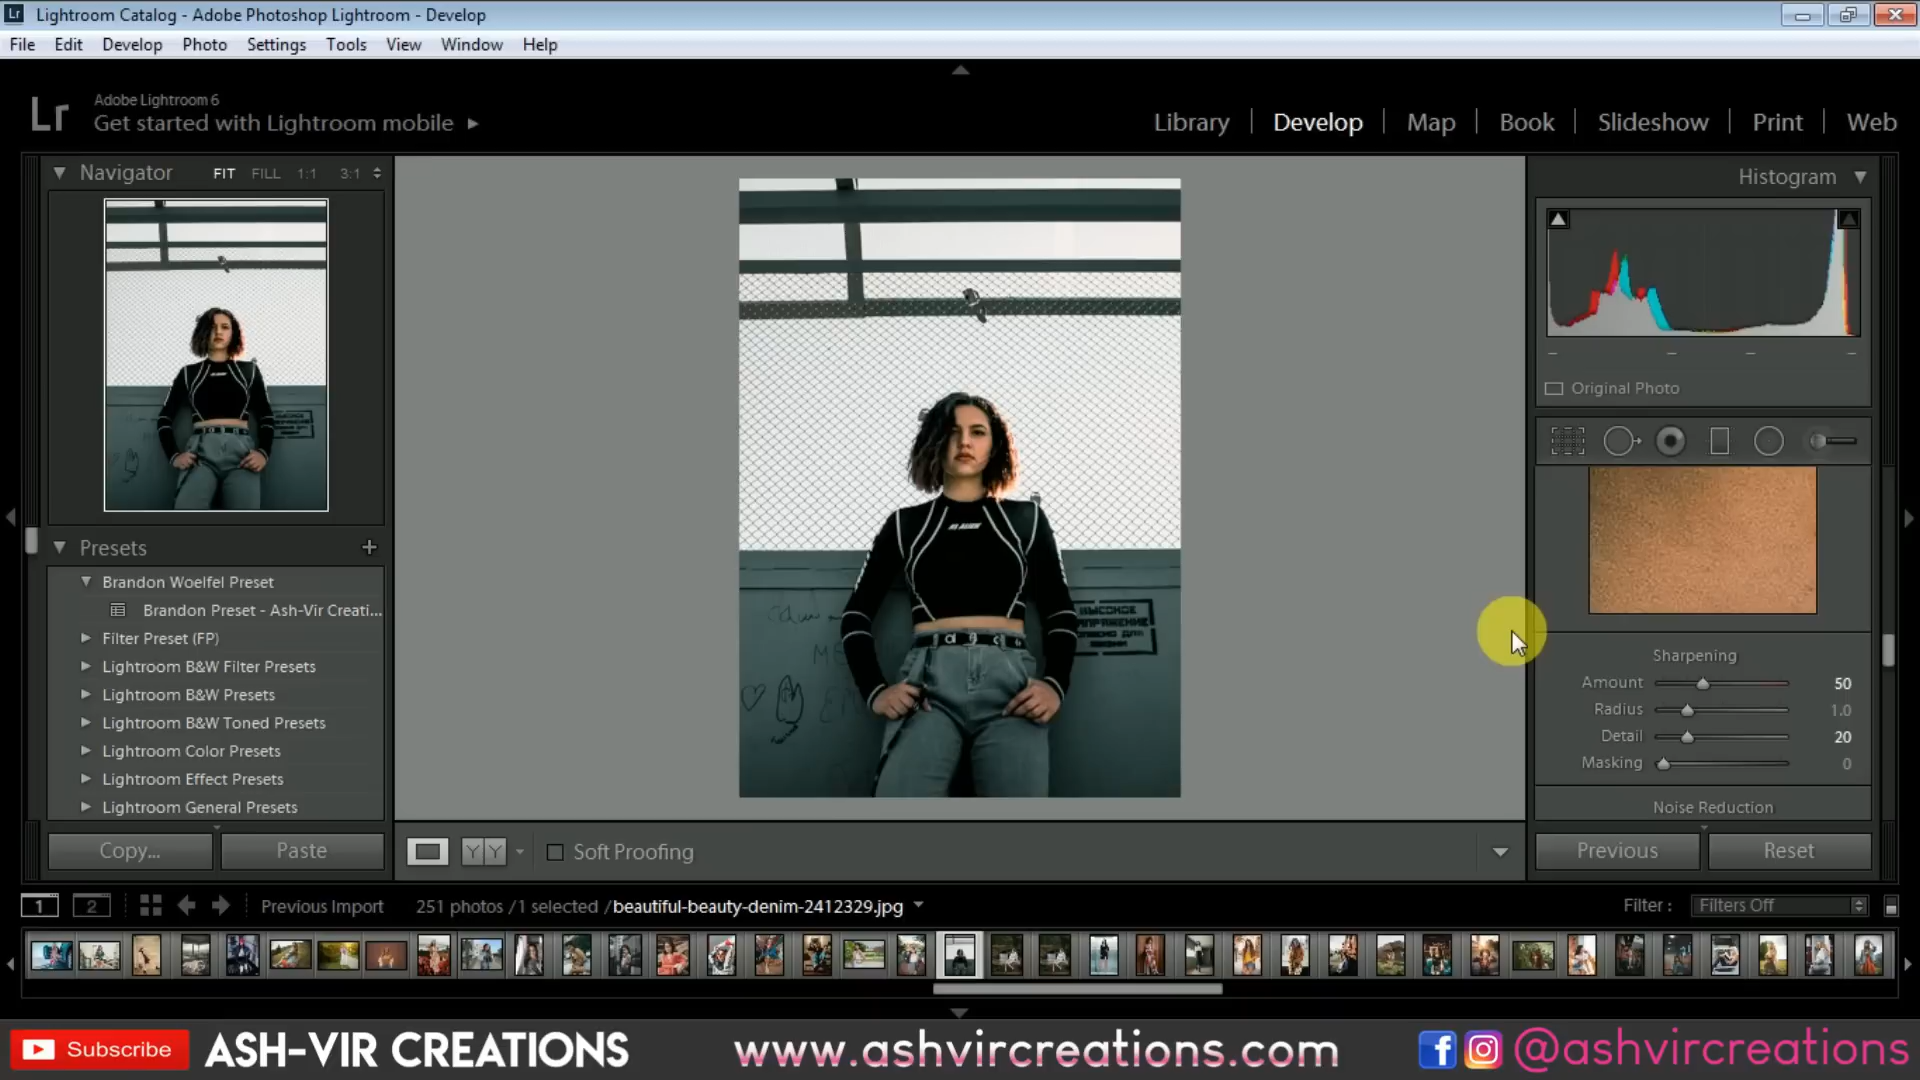 Lightroom Catalog - Adobe Photoshop Lightroom - Develop
File Edit Develop Photo Settings Tools View Window Help
Lr
Adobe Lightroom 6
Get started with Lightroom mobile
Library Develop Map Book Slideshow Print Web
Navigator FIT FILL 1:1 3:1
Histogram
Original Photo
Presets
Brandon Woelfel Preset
Brandon Preset - Ash-Vir Creati...
Filter Preset (FP)
Lightroom B&W Filter Presets
Lightroom B&W Presets
Lightroom B&W Toned Presets
Lightroom Color Presets
Lightroom Effect Presets
Lightroom General Presets
ВЫСОКОЕ
НАПРЯЖЕНИЕ
Sharpening
Amount 50
Radius 1.0
Detail 20
Masking 0
Noise Reduction
Copy... Paste
YY Soft Proofing
Previous Reset
1 2 Previous Import 251 photos / 1 selected / beautiful-beauty-denim-2412329.jpg Filter : Filters Off
Subscribe ASH-VIR CREATIONS www.ashvircreations.com @ashvircreations